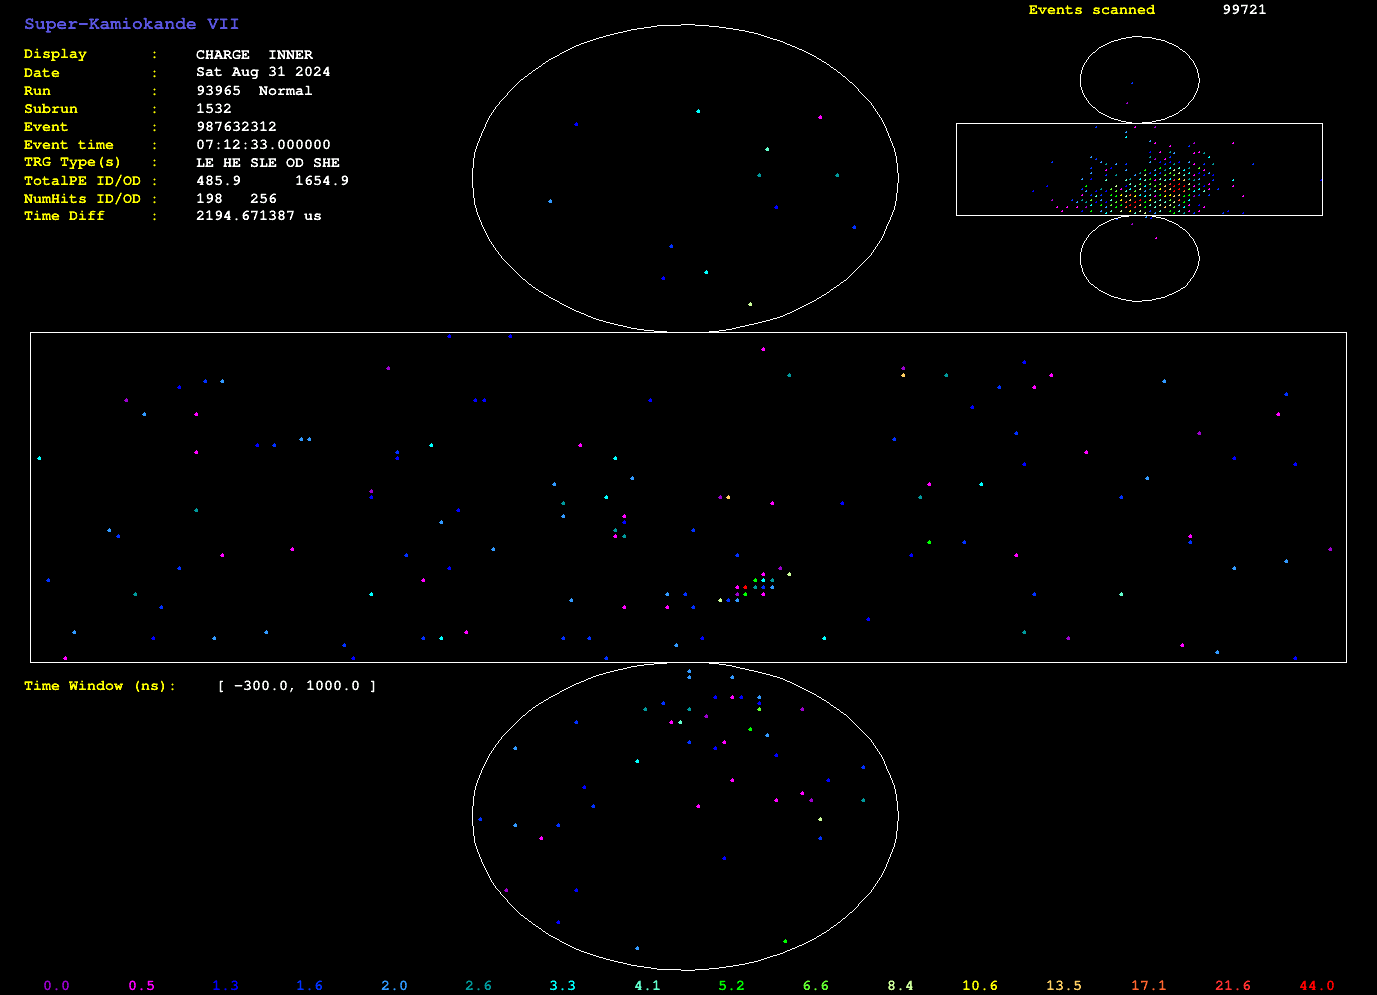 Super-Kamiokande VII
Events scanned 99721
Display : CHARGE INNER
Date : Sat Aug 31 2024
Run : 93965 Normal
Subrun : 1532
Event : 987632312
Event time : 07:12:33.000000
TRG Type(s) : LE HE SLE OD SHE
TotalPE ID/OD : 485.9 1654.9
NumHits ID/OD : 198 256
Time Diff : 2194.671387 us
Time Window (ns): [ -300.0, 1000.0 ]
0.0 0.5 1.3 1.6 2.0 2.6 3.3 4.1 5.2 6.6 8.4 10.6 13.5 17.1 21.6 44.0